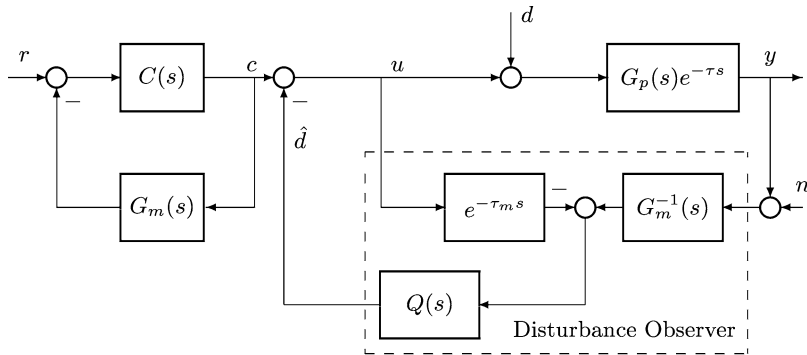 d
r
C(s)
c
u
G_p(s)e^{-τs}
y
−
−
d̂
G_m(s)
e^{-τ_m s}
−
G_m^{-1}(s)
n
Q(s)
Disturbance Observer